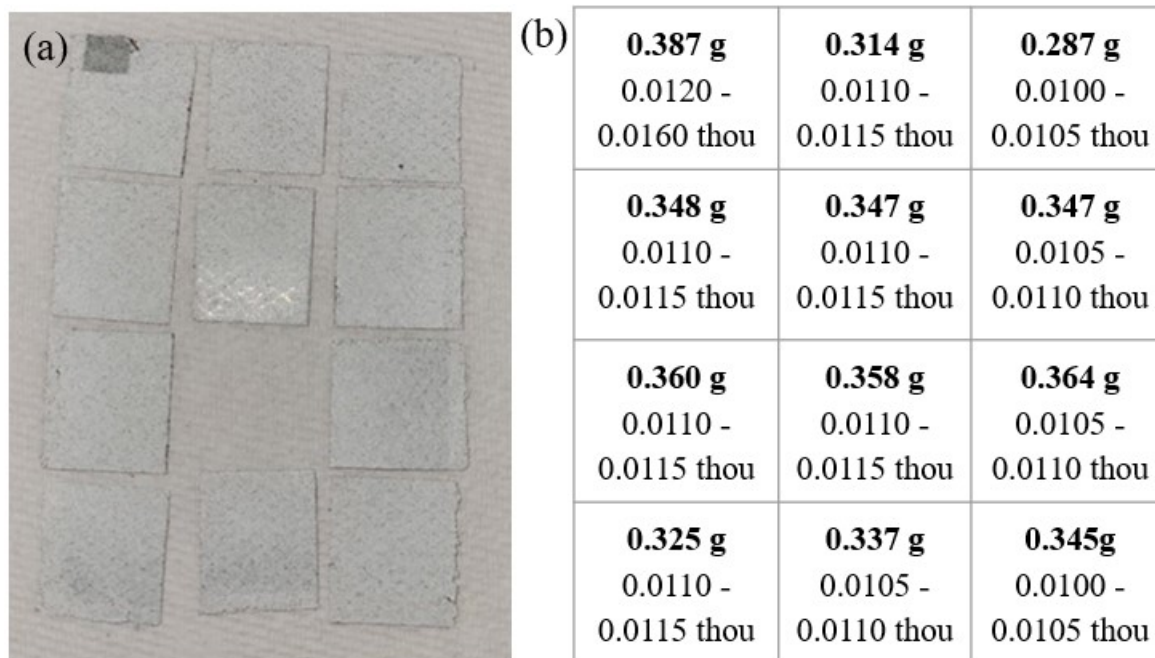 (a)
(b)
0.387 g
0.0120 -
0.0160 thou
0.314 g
0.0110 -
0.0115 thou
0.287 g
0.0100 -
0.0105 thou
0.348 g
0.0110 -
0.0115 thou
0.347 g
0.0110 -
0.0115 thou
0.347 g
0.0105 -
0.0110 thou
0.360 g
0.0110 -
0.0115 thou
0.358 g
0.0110 -
0.0115 thou
0.364 g
0.0105 -
0.0110 thou
0.325 g
0.0110 -
0.0115 thou
0.337 g
0.0105 -
0.0110 thou
0.345g
0.0100 -
0.0105 thou